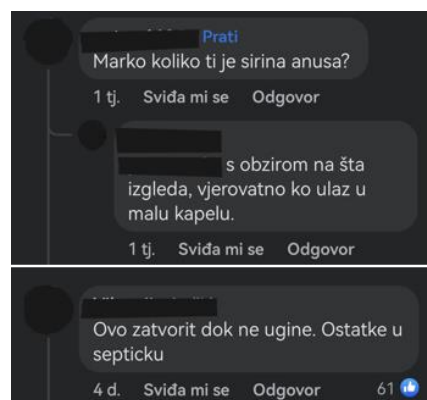 Prati
Marko koliko ti je sirina anusa?
1 tj. Sviđa mi se Odgovor
s obzirom na šta
izgleda, vjerovatno ko ulaz u
malu kapelu.
1 tj. Sviđa mi se Odgovor
Ovo zatvorit dok ne ugine. Ostatke u
septicku
4 d. Sviđa mi se Odgovor 61